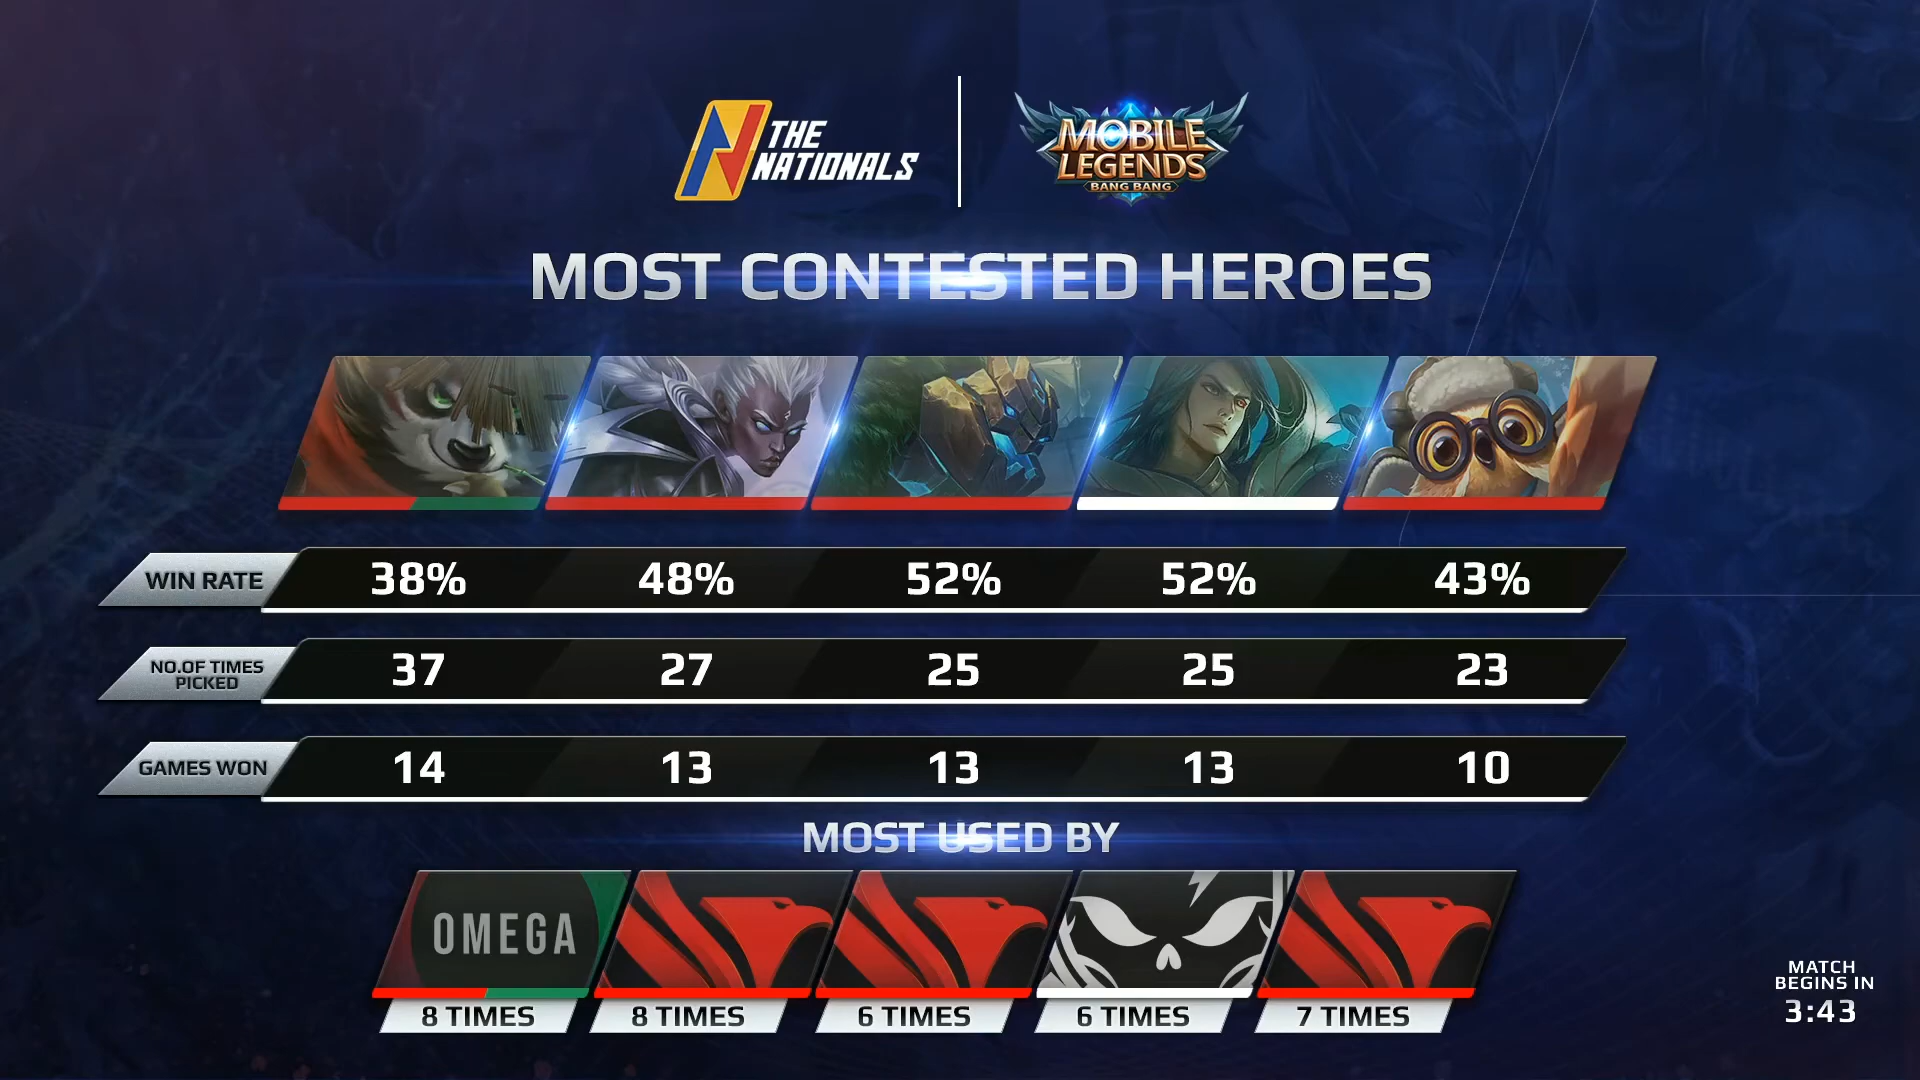 THE
NATIONALS
MOBILE
LEGENDS
BANG BANG
MOST CONTESTED HEROES
WIN RATE 38% 48% 52% 52% 43%
NO.OF TIMES
PICKED
37 27 25 25 23
GAMES WON 14 13 13 13 10
MOST USED BY
OMEGA
8 TIMES 8 TIMES 6 TIMES 6 TIMES 7 TIMES
MATCH
BEGINS IN
3:43